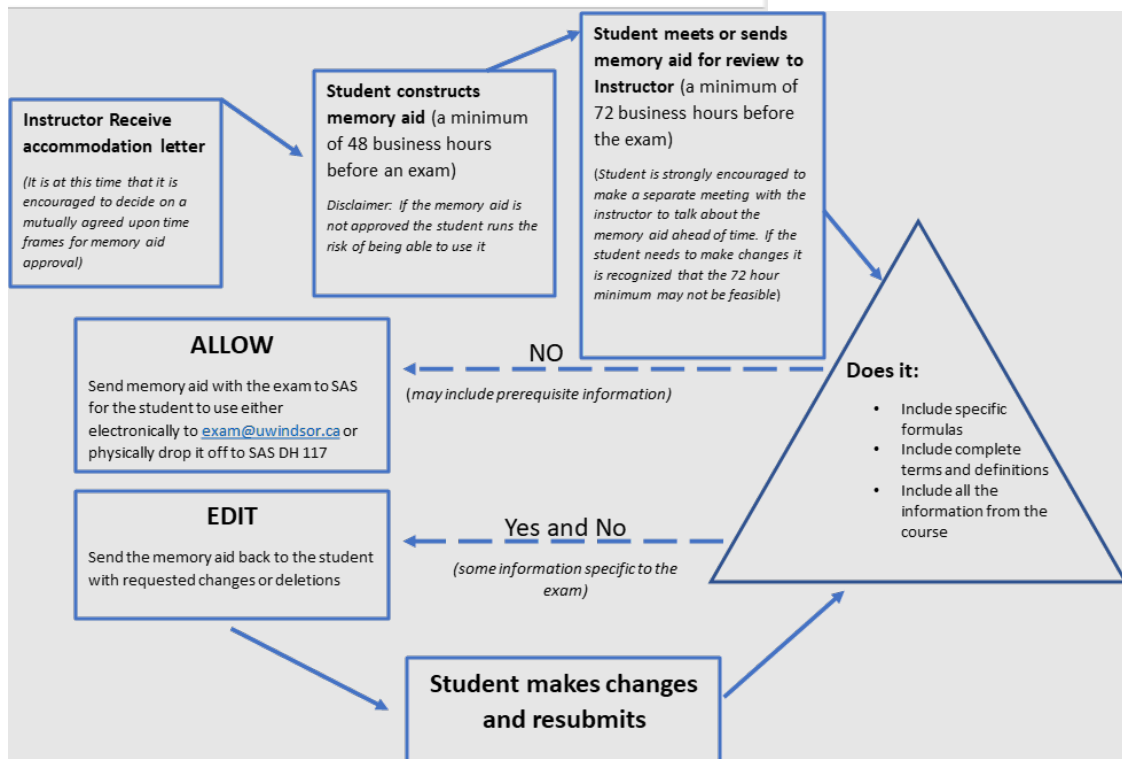 Instructor Receive
accommodation letter
(It is at this time that it is
encouraged to decide on a
mutually agreed upon time
frames for memory aid
approval)
Student constructs
memory aid (a minimum
of 48 business hours
before an exam)
Disclaimer: If the memory aid is
not approved the student runs the
risk of being able to use it
Student meets or sends
memory aid for review to
Instructor (a minimum of
72 business hours before
the exam)
(Student is strongly encouraged to
make a separate meeting with the
instructor to talk about the
memory aid ahead of time. If the
student needs to make changes it
is recognized that the 72 hour
minimum may not be feasible)
Does it:
• Include specific
formulas
• Include complete
terms and definitions
• Include all the
information from the
course
NO
(may include prerequisite information)
ALLOW
Send memory aid with the exam to SAS
for the student to use either
electronically to exam@uwindsor.ca or
physically drop it off to SAS DH 117
Yes and No
(some information specific to the
exam)
EDIT
Send the memory aid back to the student
with requested changes or deletions
Student makes changes
and resubmits